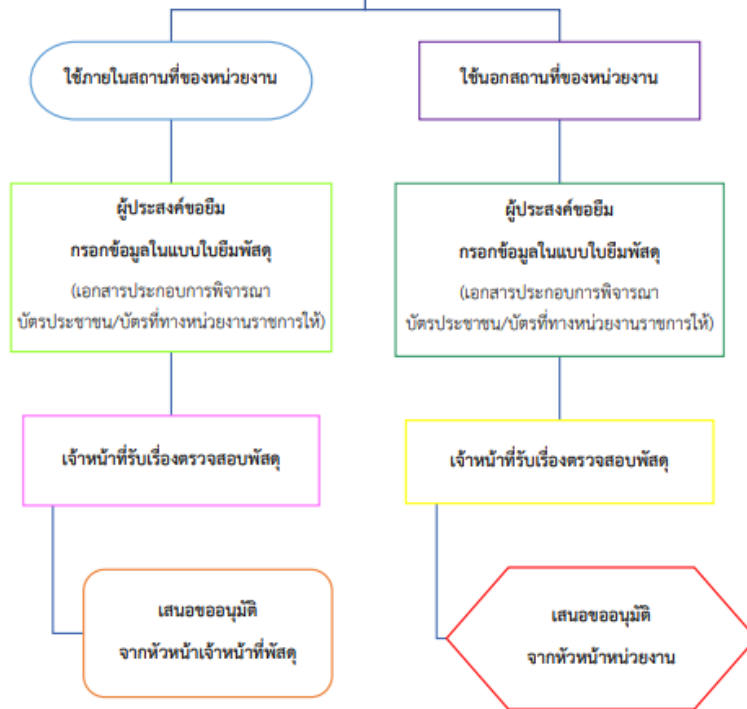 ใช้ภายในสถานที่ของหน่วยงาน
ใช้นอกสถานที่ของหน่วยงาน
ผู้ประสงค์ขอยืม
กรอกข้อมูลในแบบใบยืมพัสดุ
(เอกสารประกอบการพิจารณา
บัตรประชาชน/บัตรที่ทางหน่วยงานราชการให้)
ผู้ประสงค์ขอยืม
กรอกข้อมูลในแบบใบยืมพัสดุ
(เอกสารประกอบการพิจารณา
บัตรประชาชน/บัตรที่ทางหน่วยงานราชการให้)
เจ้าหน้าที่รับเรื่องตรวจสอบพัสดุ
เจ้าหน้าที่รับเรื่องตรวจสอบพัสดุ
เสนอขออนุมัติ
จากหัวหน้าเจ้าหน้าที่พัสดุ
เสนอขออนุมัติ
จากหัวหน้าหน่วยงาน